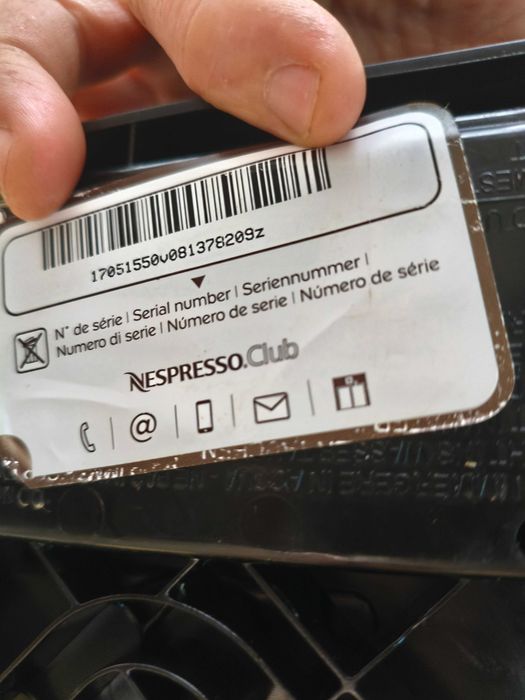 17051550v081378209z
N° de série | Serial number | Seriennummer |
Numero di serie | Número de serie | Número de série
NESPRESSO.Club
@